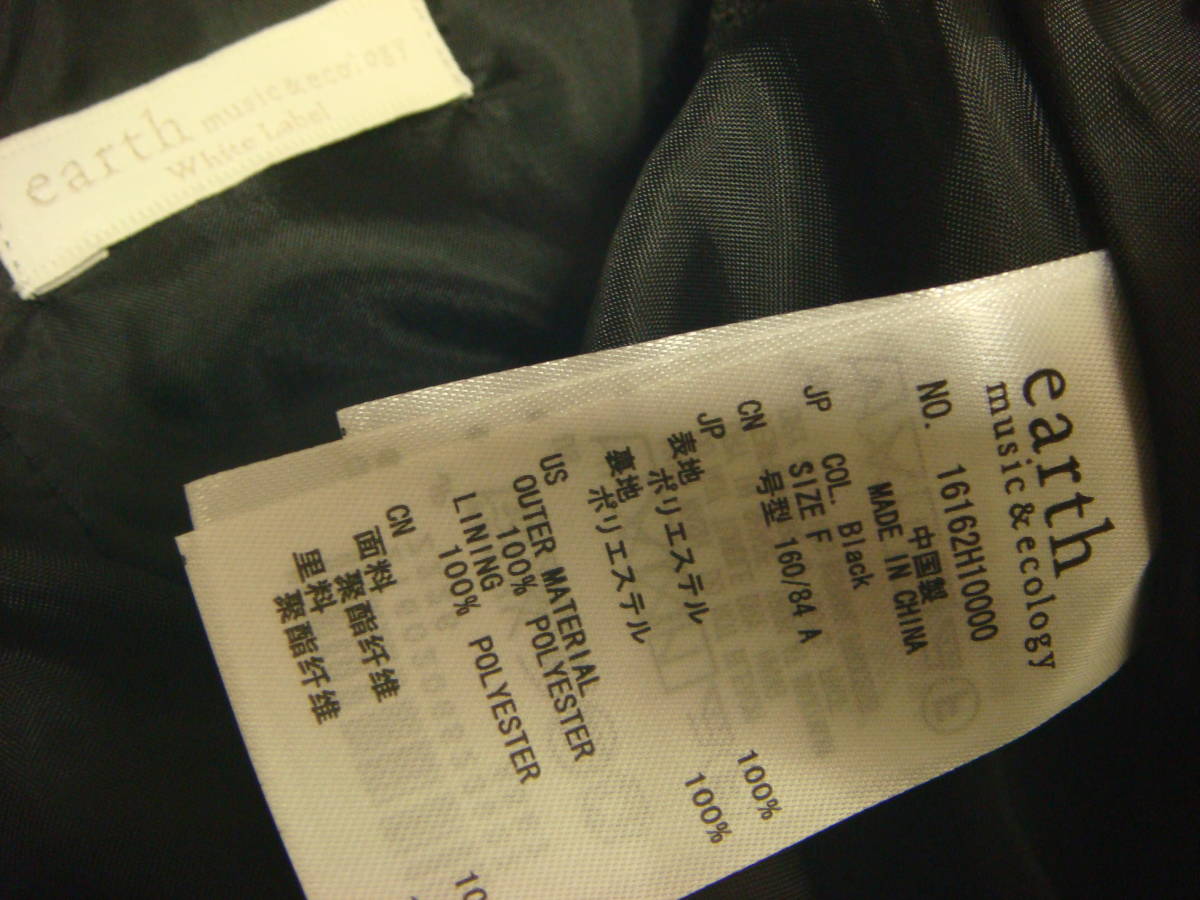 earth music&ecology
White Label
earth
music&ecology
NO. 16162H10000
中国製
MADE IN CHINA
JP COL. Black
SIZE F
CN 号型 160/84 A
JP
表地 ポリエステル 100%
裏地 ポリエステル 100%
US
OUTER MATERIAL
100% POLYESTER
LINING
100% POLYESTER
CN
面料
聚酯纤维
里料
聚酯纤维